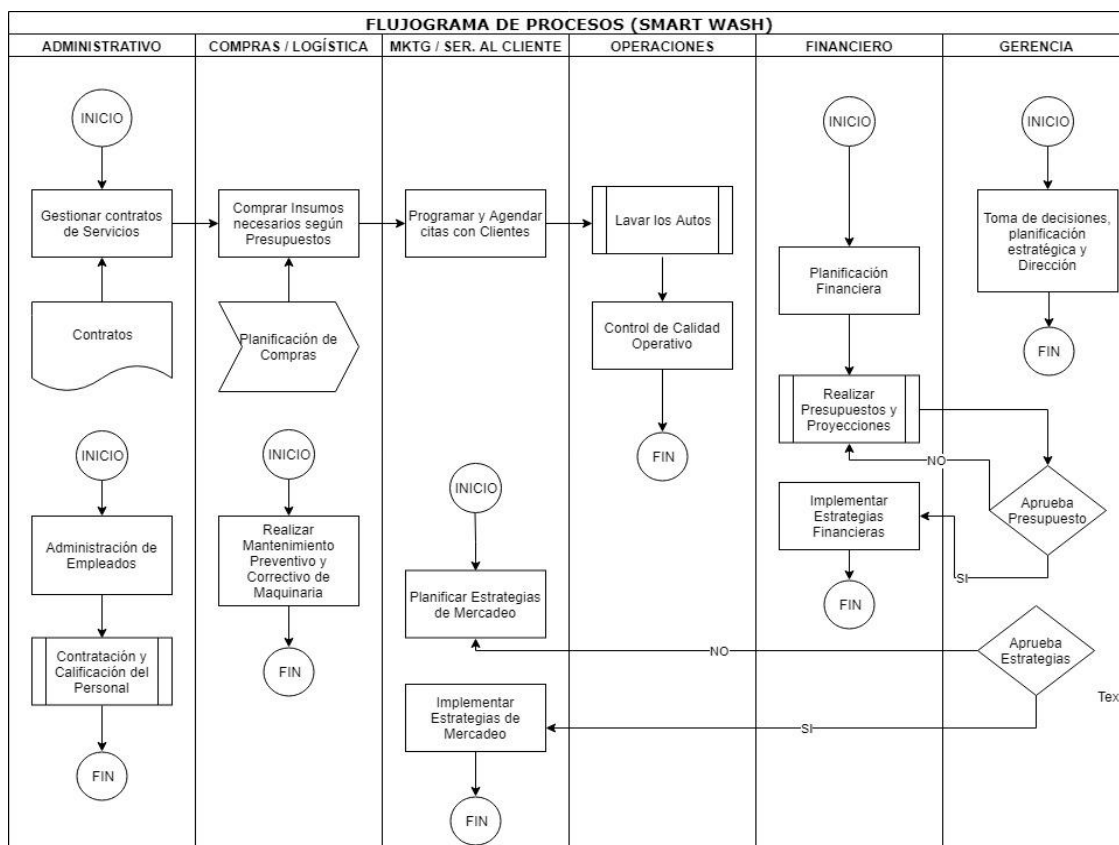 FLUJOGRAMA DE PROCESOS (SMART WASH)
ADMINISTRATIVO
COMPRAS / LOGÍSTICA
MKTG / SER. AL CLIENTE
OPERACIONES
FINANCIERO
GERENCIA
INICIO
Gestionar contratos
de Servicios
Contratos
INICIO
Administración de
Empleados
Contratación y
Calificación del
Personal
FIN
Comprar Insumos
necesarios según
Presupuestos
Planificación de
Compras
INICIO
Realizar
Mantenimiento
Preventivo y
Correctivo de
Maquinaria
FIN
Programar y Agendar
citas con Clientes
INICIO
Planificar Estrategias
de Mercadeo
Implementar
Estrategias de
Mercadeo
FIN
Lavar los Autos
Control de Calidad
Operativo
FIN
INICIO
Planificación
Financiera
Realizar
Presupuestos y
Proyecciones
NO
Implementar
Estrategias
Financieras
SI
FIN
INICIO
Toma de decisiones,
planificación
estratégica y
Dirección
FIN
Aprueba
Presupuesto
Aprueba
Estrategias
NO
SI
Tex